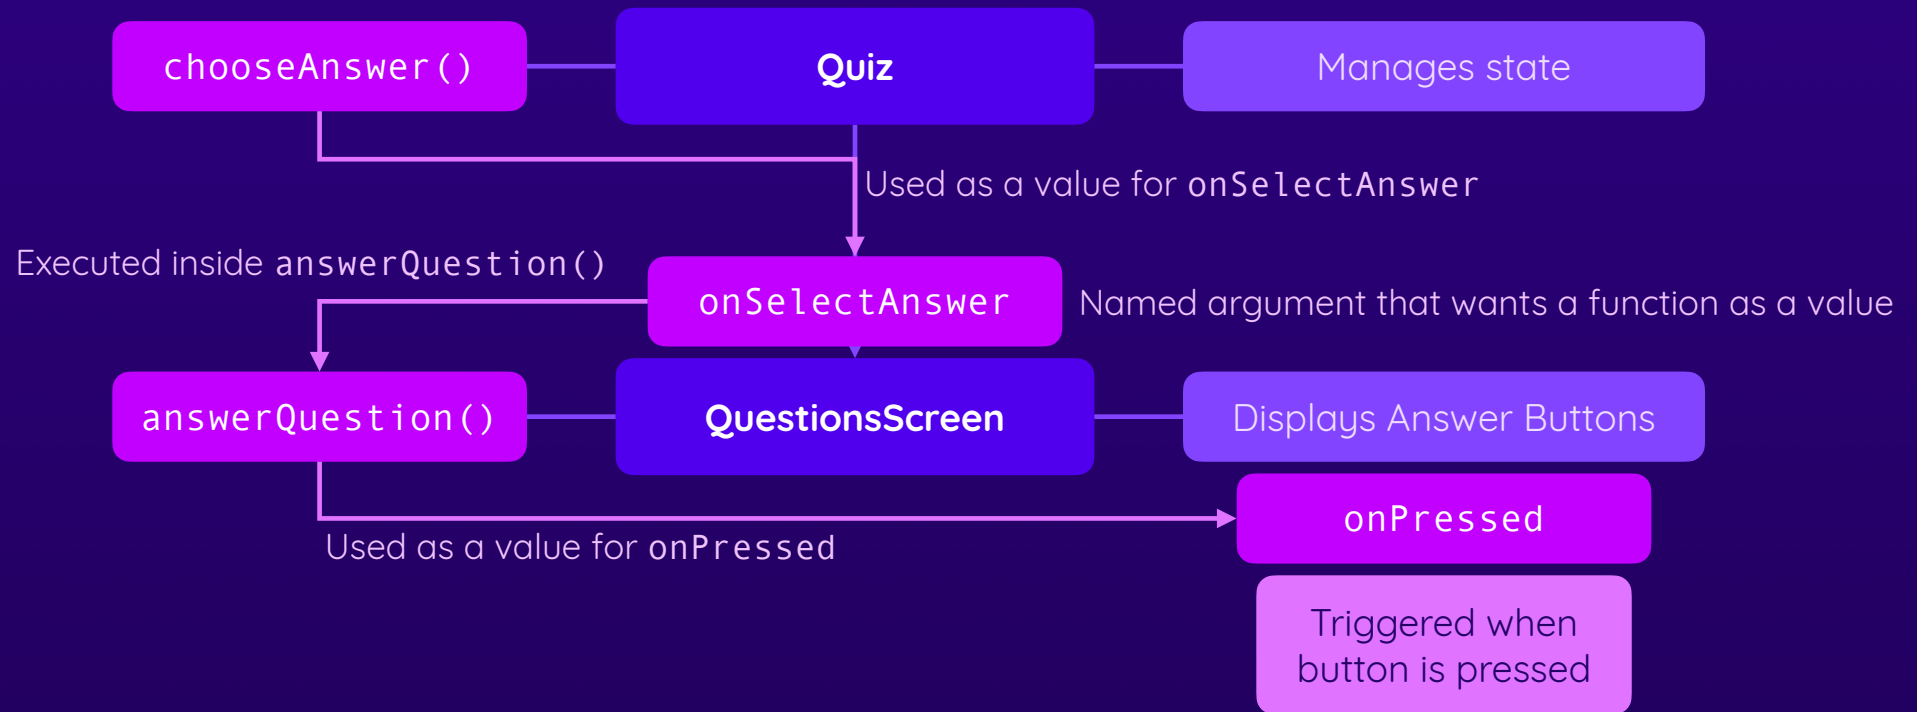 chooseAnswer()
Quiz
Manages state
Used as a value for onSelectAnswer
Executed inside answerQuestion()
onSelectAnswer
Named argument that wants a function as a value
answerQuestion()
QuestionsScreen
Displays Answer Buttons
onPressed
Used as a value for onPressed
Triggered when
button is pressed